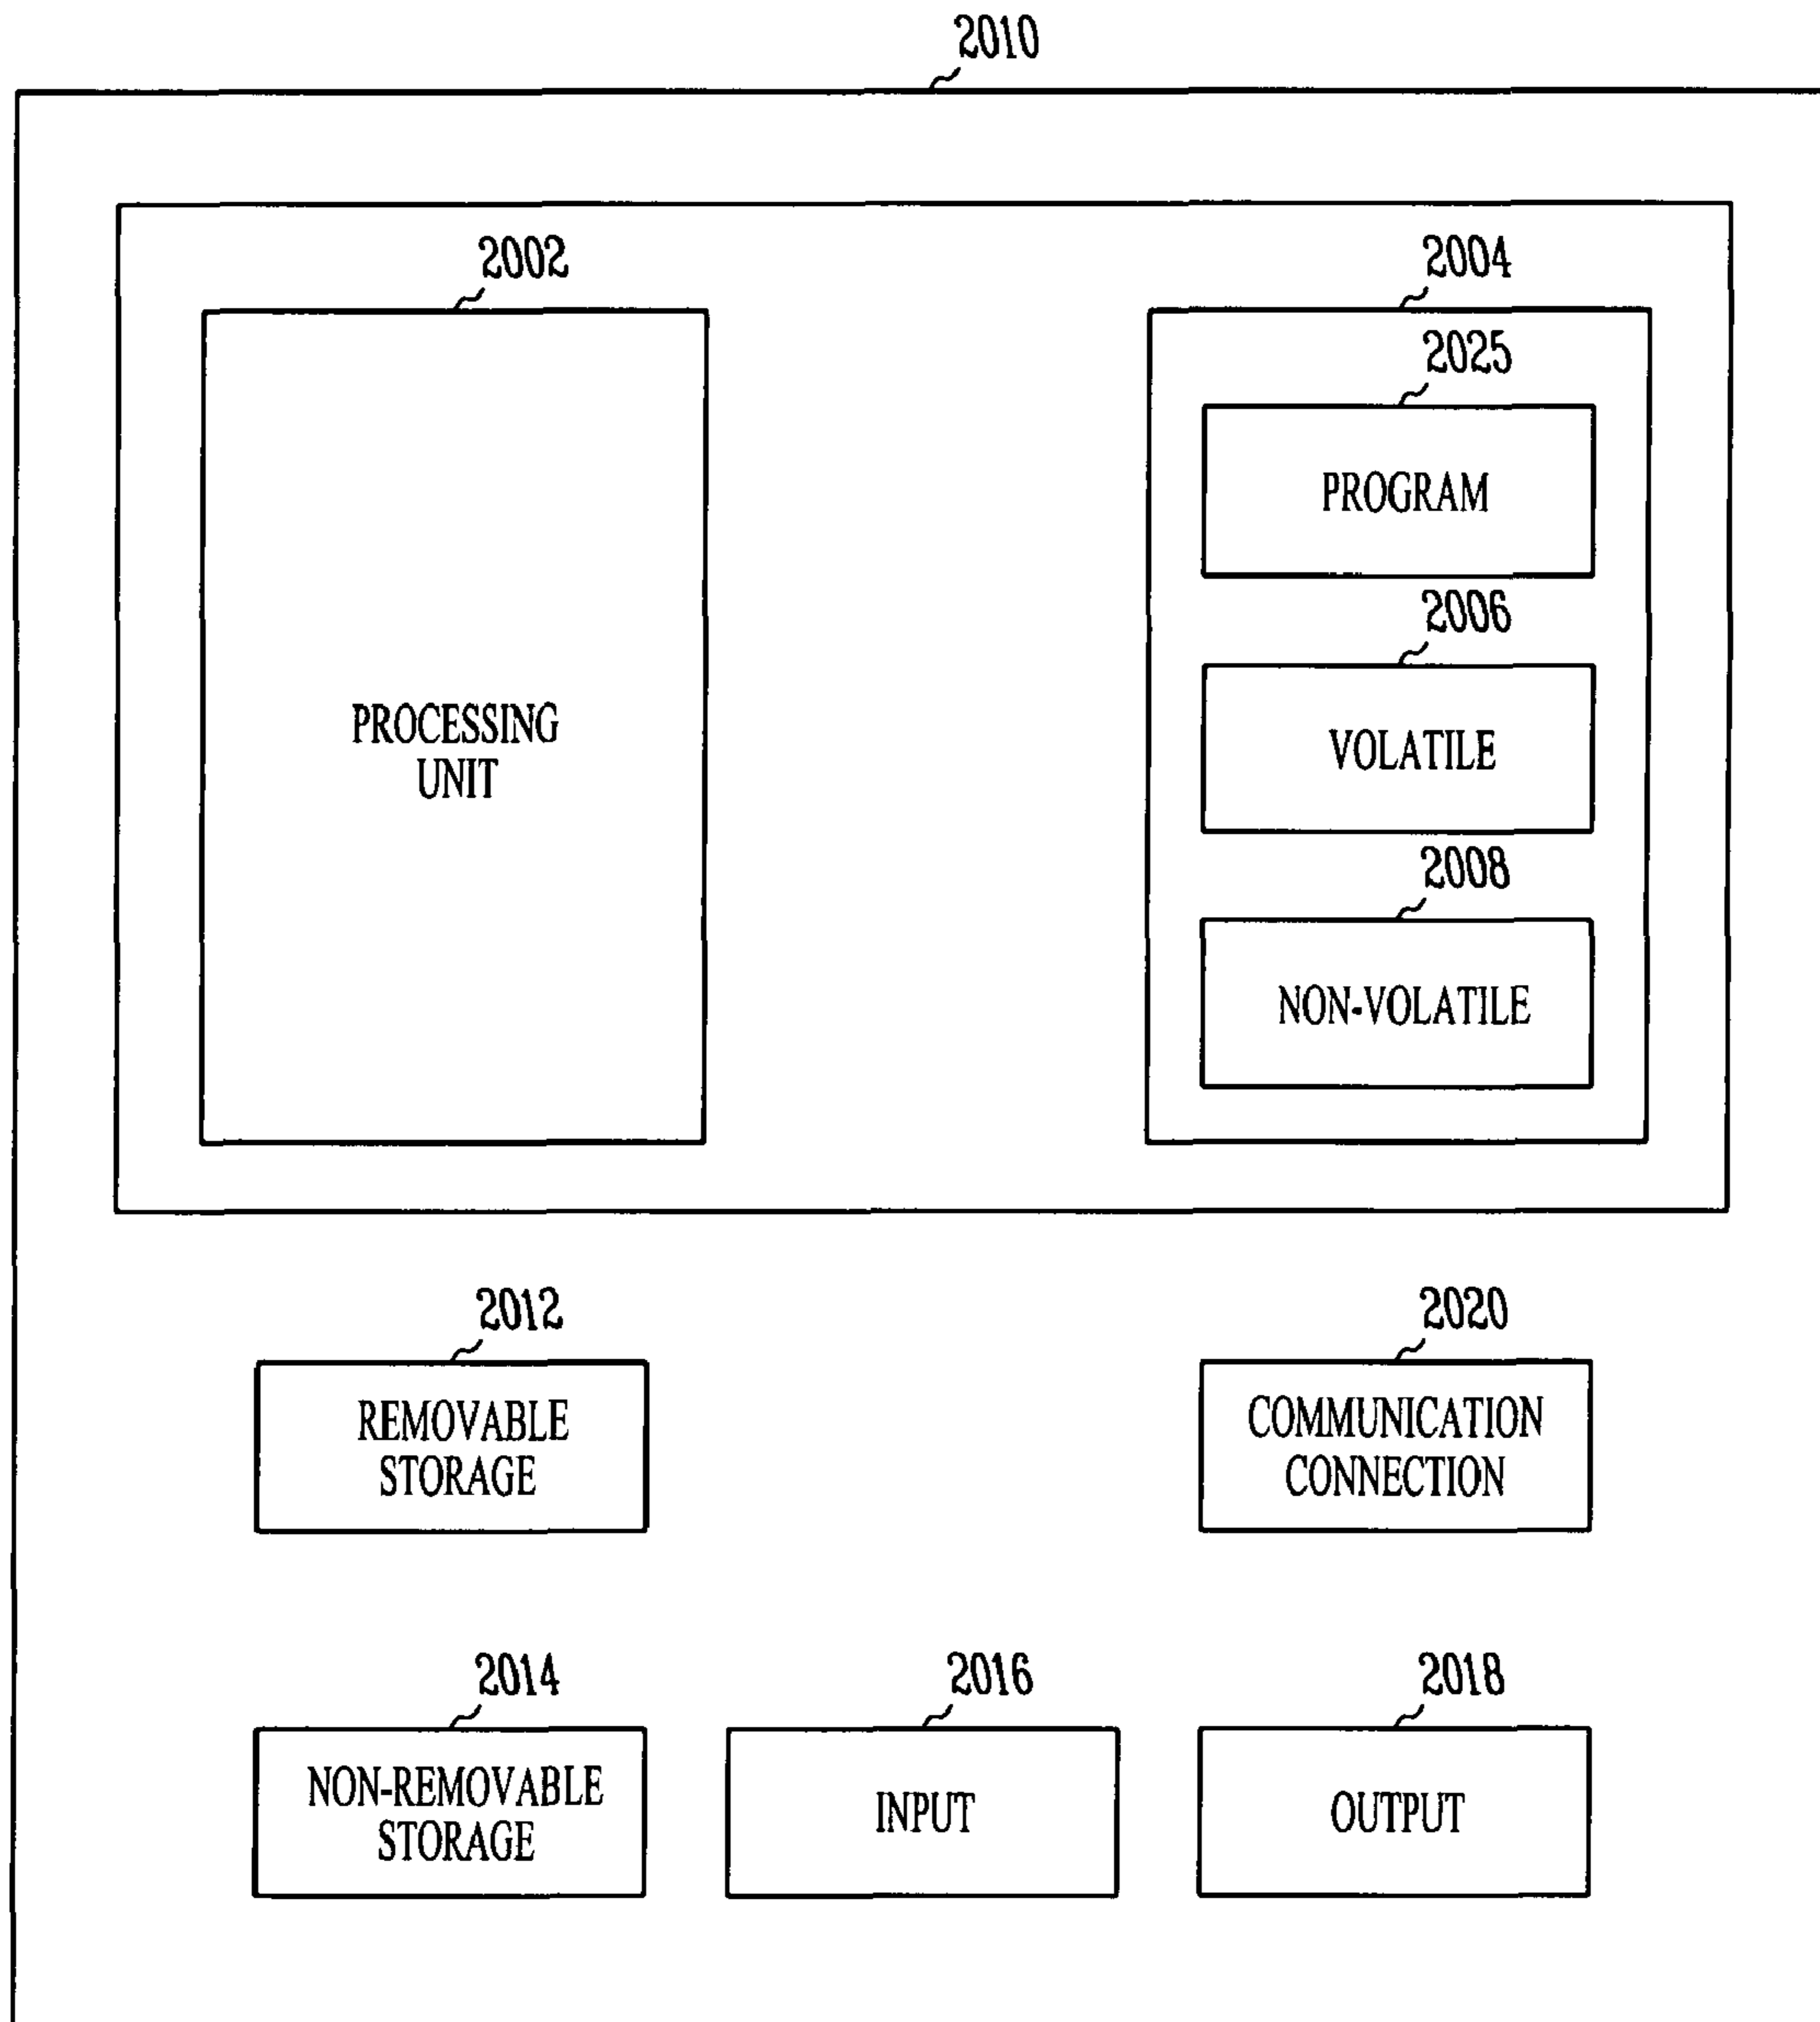 2010
2002
2004
2025
PROGRAM
2006
PROCESSING
UNIT
VOLATILE
2008
NON-VOLATILE
2012
2020
REMOVABLE
STORAGE
COMMUNICATION
CONNECTION
2014
2016
2018
NON-REMOVABLE
STORAGE
INPUT
OUTPUT